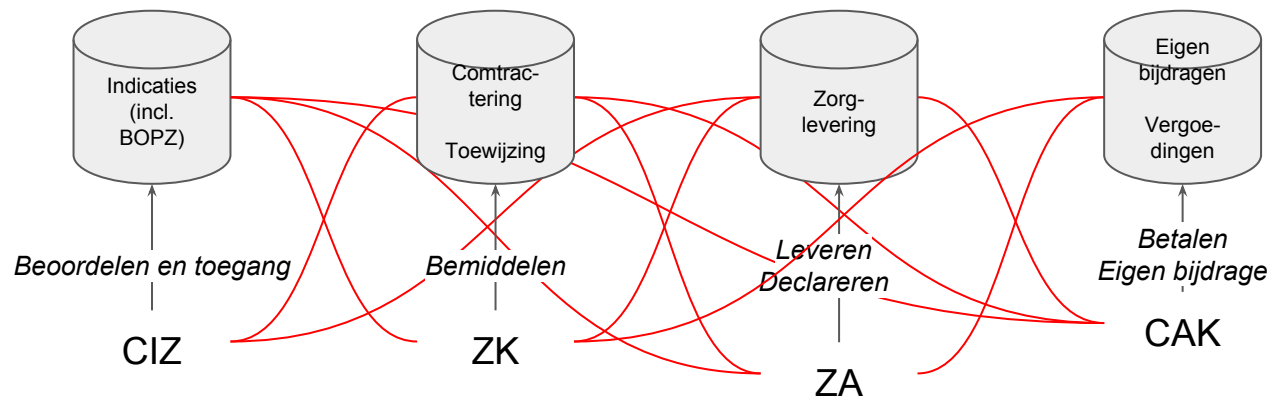 Indicaties
(incl.
BOPZ)
Comtrac-
tering
Toewijzing
Zorg-
levering
Eigen
bijdragen
Vergoe-
dingen
Beoordelen en toegang
Bemiddelen
Leveren
Declareren
Betalen
Eigen bijdrage
CIZ
ZK
ZA
CAK